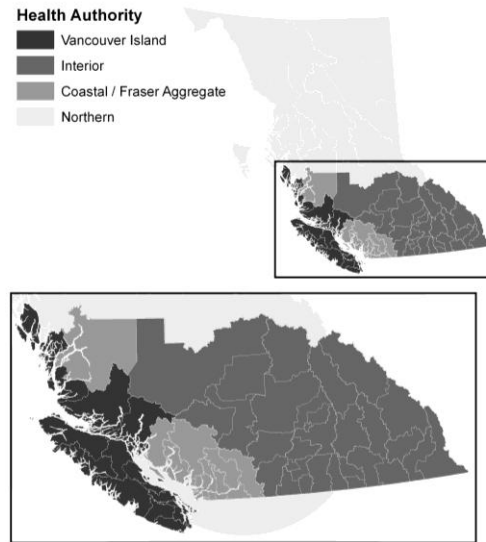 Health Authority
Vancouver Island
Interior
Coastal / Fraser Aggregate
Northern